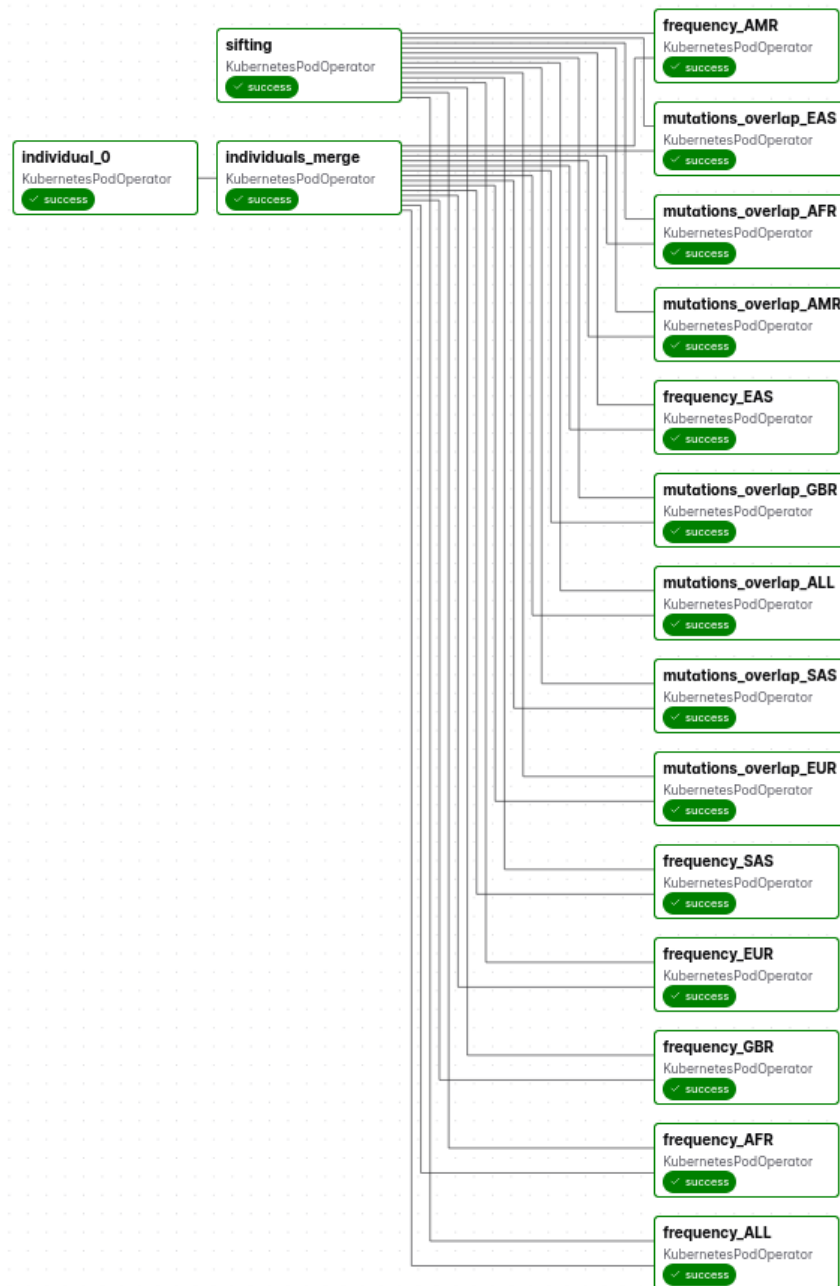 sifting
KubernetesPodOperator
✓ success
individual_0
KubernetesPodOperator
✓ success
individuals_merge
KubernetesPodOperator
✓ success
frequency_AMR
KubernetesPodOperator
✓ success
mutations_overlap_EAS
KubernetesPodOperator
✓ success
mutations_overlap_AFR
KubernetesPodOperator
✓ success
mutations_overlap_AMR
KubernetesPodOperator
✓ success
frequency_EAS
KubernetesPodOperator
✓ success
mutations_overlap_GBR
KubernetesPodOperator
✓ success
mutations_overlap_ALL
KubernetesPodOperator
✓ success
mutations_overlap_SAS
KubernetesPodOperator
✓ success
mutations_overlap_EUR
KubernetesPodOperator
✓ success
frequency_SAS
KubernetesPodOperator
✓ success
frequency_EUR
KubernetesPodOperator
✓ success
frequency_GBR
KubernetesPodOperator
✓ success
frequency_AFR
KubernetesPodOperator
✓ success
frequency_ALL
KubernetesPodOperator
✓ success